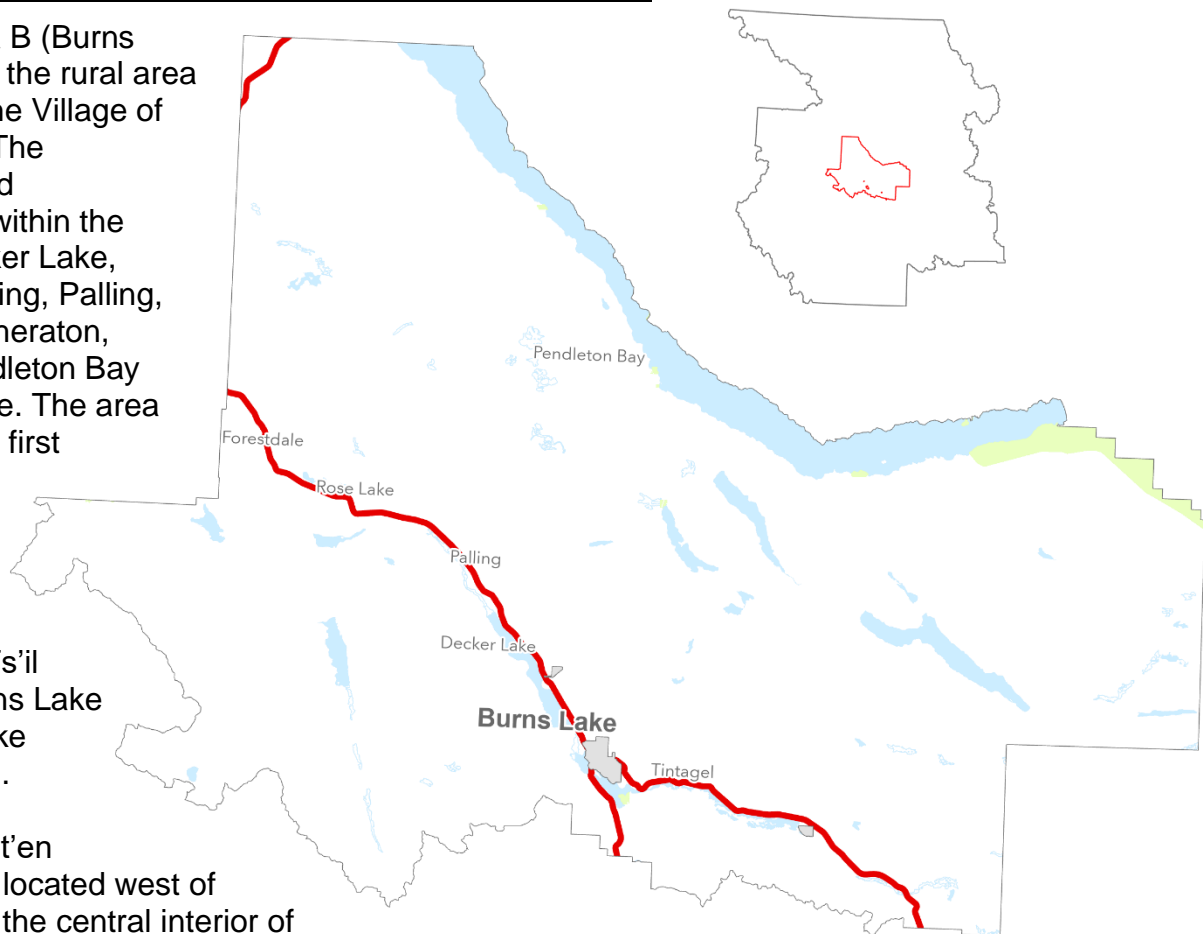 B (Burns
the rural area
he Village of
The
d
within the
er Lake,
ing, Palling,
heraton,
dleton Bay
e. The area
first
s'il
ns Lake
ke
.
t'en
located west of
the central interior of
Pendleton Bay
Forestdale
Rose Lake
Palling
Decker Lake
Burns Lake
Tintagel